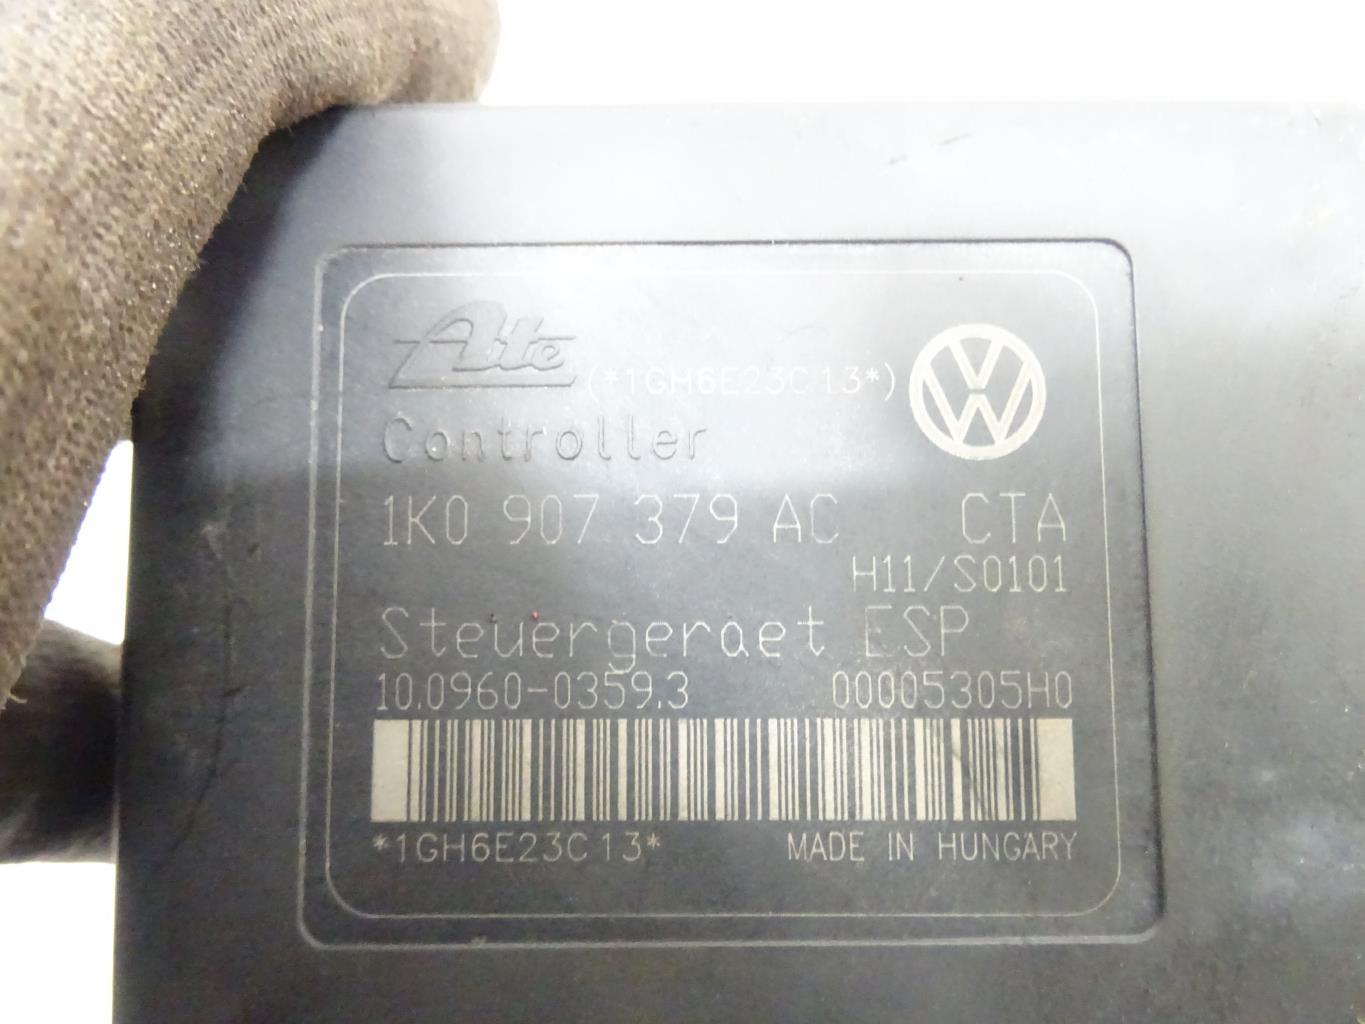 Ate (*1GH6E23C13*)
Controller
1K0 907 379 AC CTA
H11/S0101
Steuergeraet ESP
10.0960-0359.3 00005305H0
*1GH6E23C13* MADE IN HUNGARY